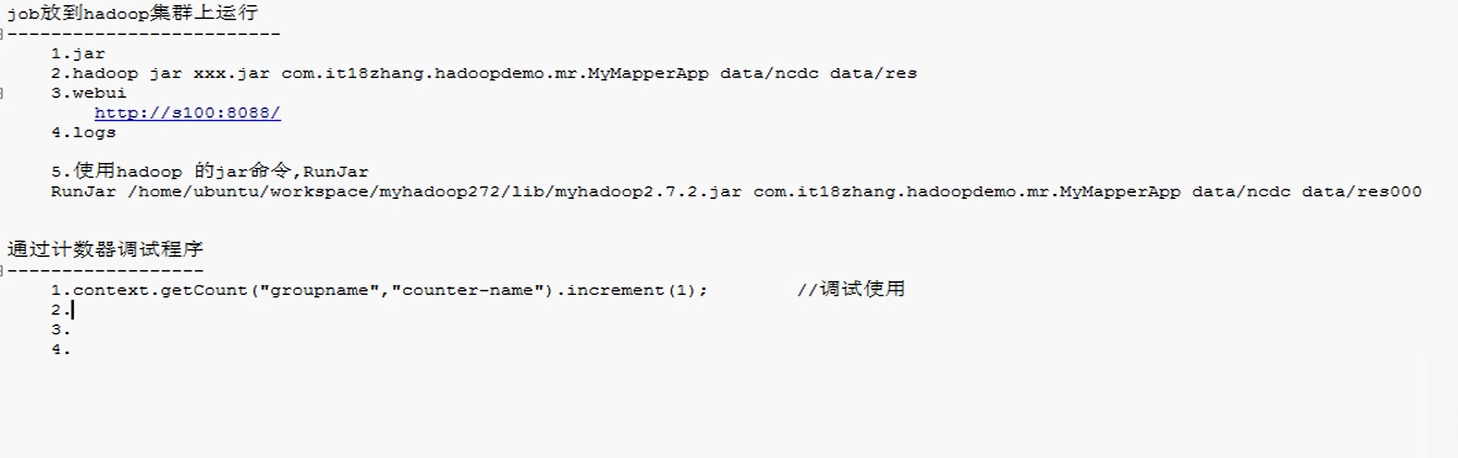 job放到hadoop集群上运行
-------------------------
1.jar
2.hadoop jar xxx.jar com.it18zhang.hadoopdemo.mr.MyMapperApp data/ncdc data/res
3.webui
http://s100:8088/
4.logs
5.使用hadoop 的jar命令,RunJar
RunJar /home/ubuntu/workspace/myhadoop272/lib/myhadoop2.7.2.jar com.it18zhang.hadoopdemo.mr.MyMapperApp data/ncdc data/res000
通过计数器调试程序
------------------
1.context.getCount("groupname","counter-name").increment(1); //调试使用
2.
3.
4.